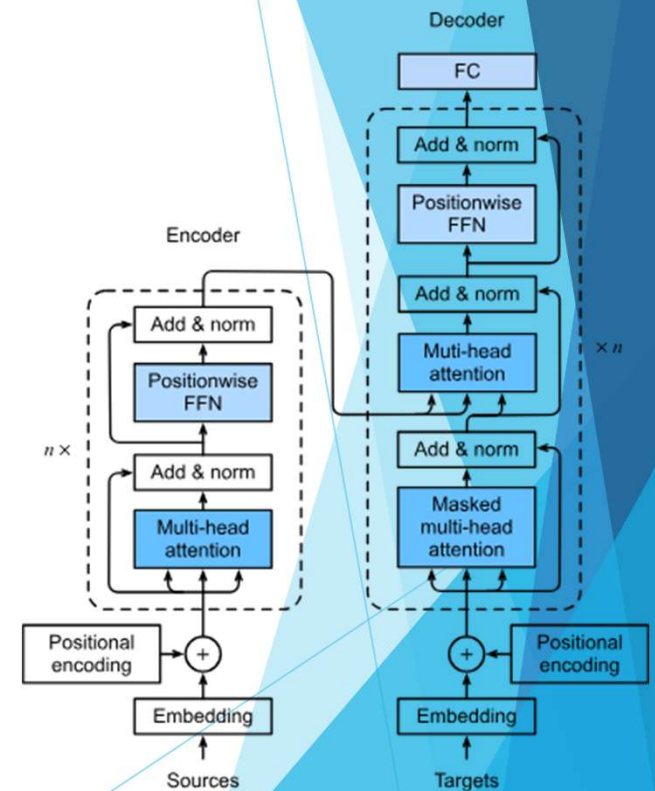 Decoder
FC
Add & norm
Positionwise
FFN
Add & norm
Muti-head
attention
× n
Add & norm
Masked
multi-head
attention
Positional
encoding
+
Embedding
Targets
Encoder
Add & norm
Positionwise
FFN
n ×
Add & norm
Multi-head
attention
Positional
encoding
+
Embedding
Sources